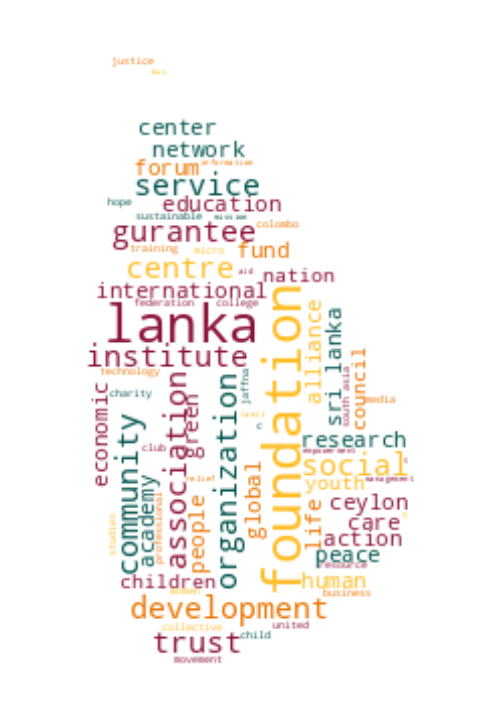 justice
center
network
forum information
service
hope education
sustainable mission
gurantee colombo
training micro fund
centre aid nation
international
federation college
lanka
foundation
alliance
sri lanka
institute
south asia
council
technology
economic
charity
jaffna
media
community
association
green
organization
tamil
research
club
empowerment
social
academy
professional
relief
global
youth management
studies
people
life
ceylon
care
action
peace
resource
children
human
women
business
development
collective
united
trust child
movement